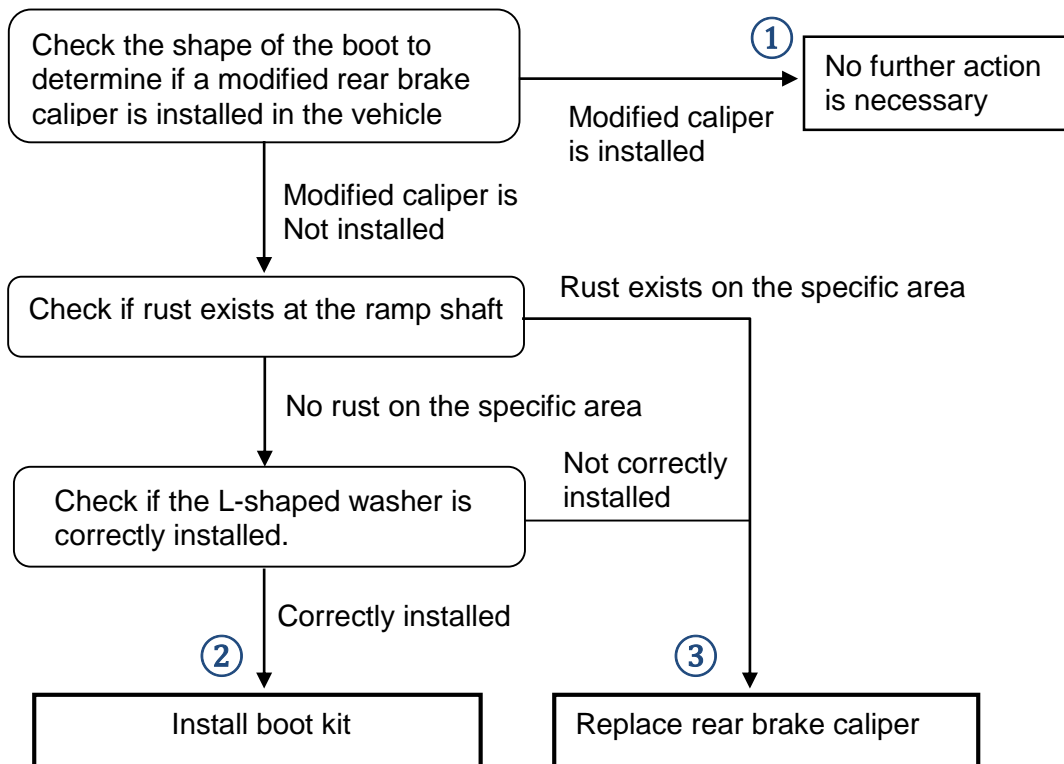 Check the shape of the boot to
determine if a modified rear brake
caliper is installed in the vehicle
①
No further action
is necessary
Modified caliper
is installed
Modified caliper is
Not installed
Check if rust exists at the ramp shaft
Rust exists on the specific area
No rust on the specific area
Not correctly
installed
Check if the L-shaped washer is
correctly installed.
Correctly installed
②
③
Install boot kit
Replace rear brake caliper